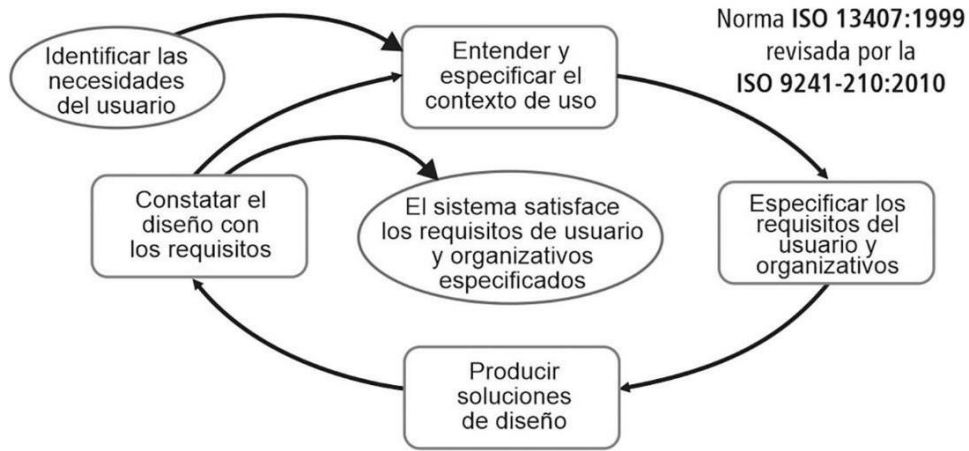 Norma ISO 13407:1999
revisada por la
ISO 9241-210:2010
Identificar las
necesidades
del usuario
Entender y
especificar el
contexto de uso
Especificar los
requisitos del
usuario y
organizativos
Producir
soluciones
de diseño
Constatar el
diseño con
los requisitos
El sistema satisface
los requisitos de usuario
y organizativos
especificados